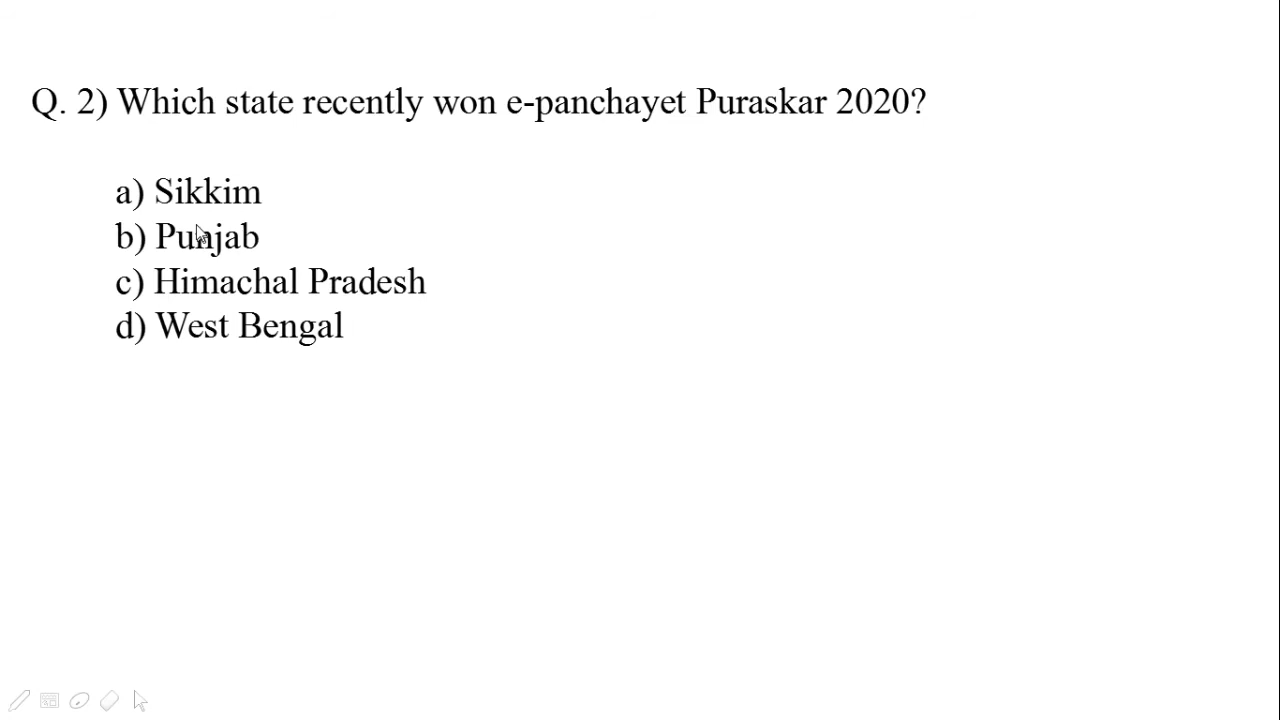 Q. 2) Which state recently won e-panchayet Puraskar 2020?
a) Sikkim
b) Punjab
c) Himachal Pradesh
d) West Bengal